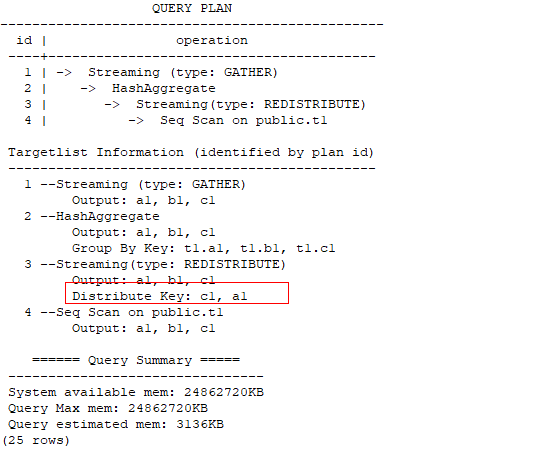 QUERY PLAN
--------------------------------------------------
id | operation
----+-------------------------------------------
1 | -> Streaming (type: GATHER)
2 | -> HashAggregate
3 | -> Streaming(type: REDISTRIBUTE)
4 | -> Seq Scan on public.t1
Targetlist Information (identified by plan id)
------------------------------------------------
1 --Streaming (type: GATHER)
Output: a1, b1, c1
2 --HashAggregate
Output: a1, b1, c1
Group By Key: t1.a1, t1.b1, t1.c1
3 --Streaming(type: REDISTRIBUTE)
Output: a1, b1, c1
Distribute Key: c1, a1
4 --Seq Scan on public.t1
Output: a1, b1, c1
====== Query Summary =====
---------------------------------
System available mem: 24862720KB
Query Max mem: 24862720KB
Query estimated mem: 3136KB
(25 rows)